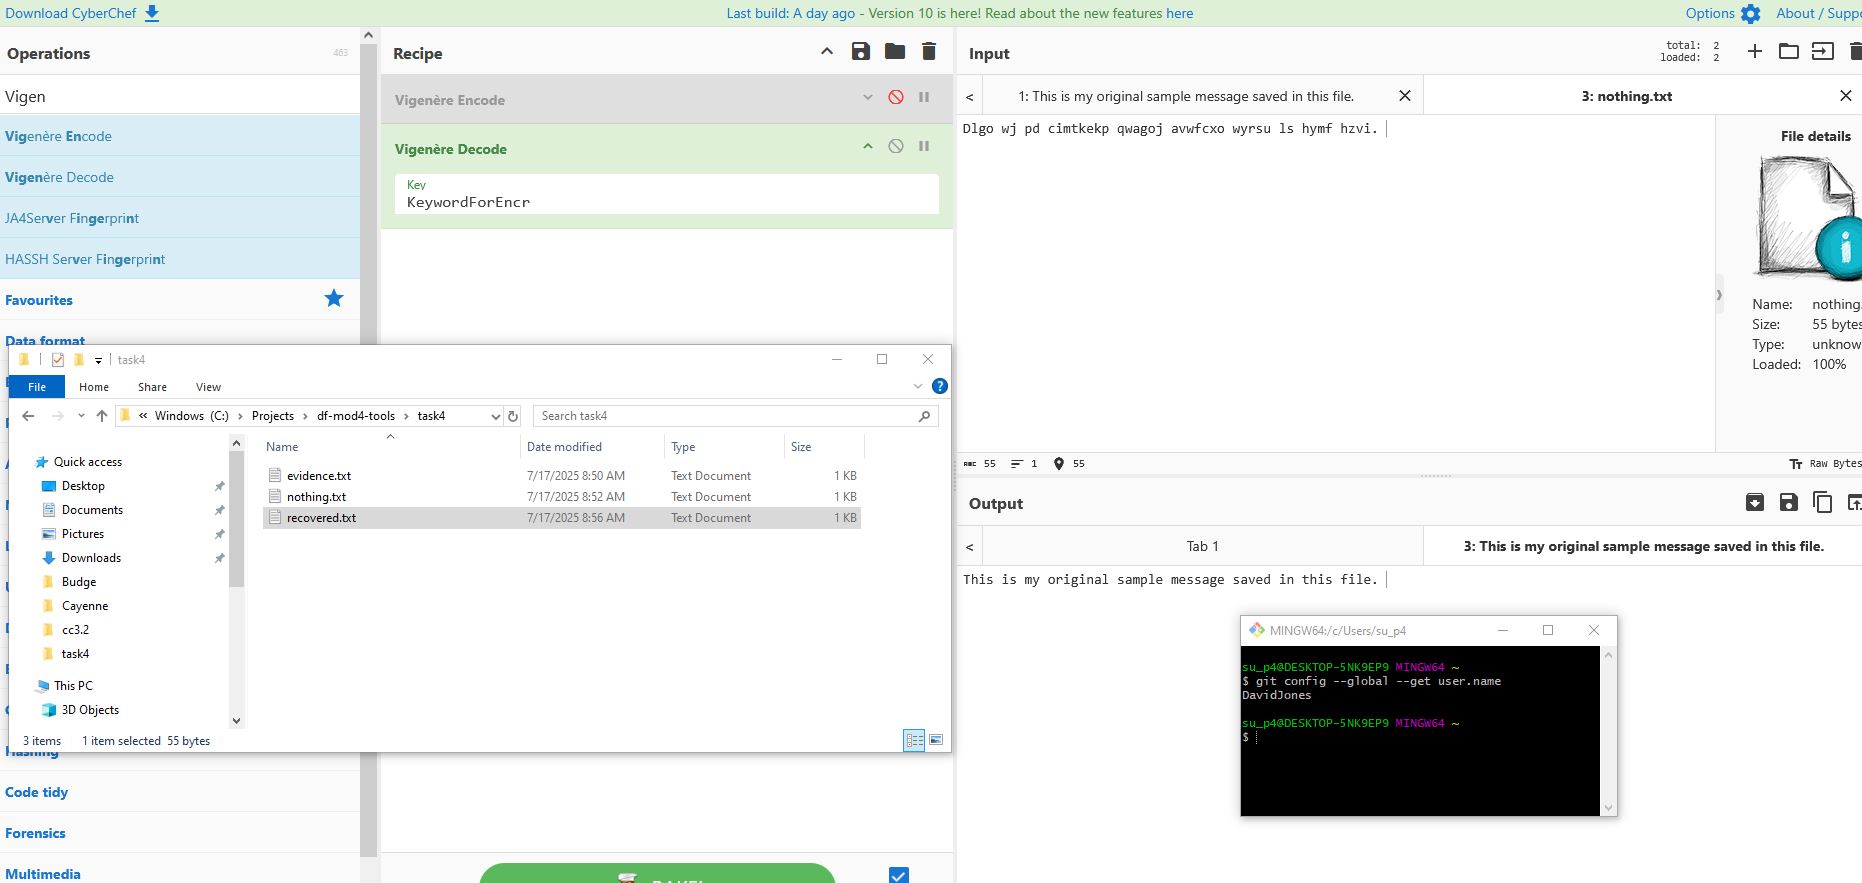 Download CyberChef
Last build: A day ago - Version 10 is here! Read about the new features here
Options
About / Suppo
Operations
463
Vigen
Vigenère Encode
Vigenère Decode
JA4Server Fingerprint
HASSH Server Fingerprint
Favourites
Data format
Hashing
Code tidy
Forensics
Multimedia
Recipe
Vigenère Encode
Vigenère Decode
Key
KeywordForEncr
Input
total: 2
loaded: 2
< 1: This is my original sample message saved in this file.
3: nothing.txt
Dlgo wj pd cimtkekp qwagoj avwfcxo wyrsu ls hymf hzvi.
File details
Name: nothing.
Size: 55 bytes
Type: unknow
Loaded: 100%
55 1 55
Raw Bytes
Output
< Tab 1
3: This is my original sample message saved in this file.
This is my original sample message saved in this file.
task4
File Home Share View
« Windows (C:) › Projects › df-mod4-tools › task4
Search task4
Name Date modified Type Size
evidence.txt 7/17/2025 8:50 AM Text Document 1 KB
nothing.txt 7/17/2025 8:52 AM Text Document 1 KB
recovered.txt 7/17/2025 8:56 AM Text Document 1 KB
Quick access
Desktop
Documents
Pictures
Downloads
Budge
Cayenne
cc3.2
task4
This PC
3D Objects
3 items 1 item selected 55 bytes
MINGW64:/c/Users/su_p4
su_p4@DESKTOP-5NK9EP9 MINGW64 ~
$ git config --global --get user.name
DavidJones
su_p4@DESKTOP-5NK9EP9 MINGW64 ~
$